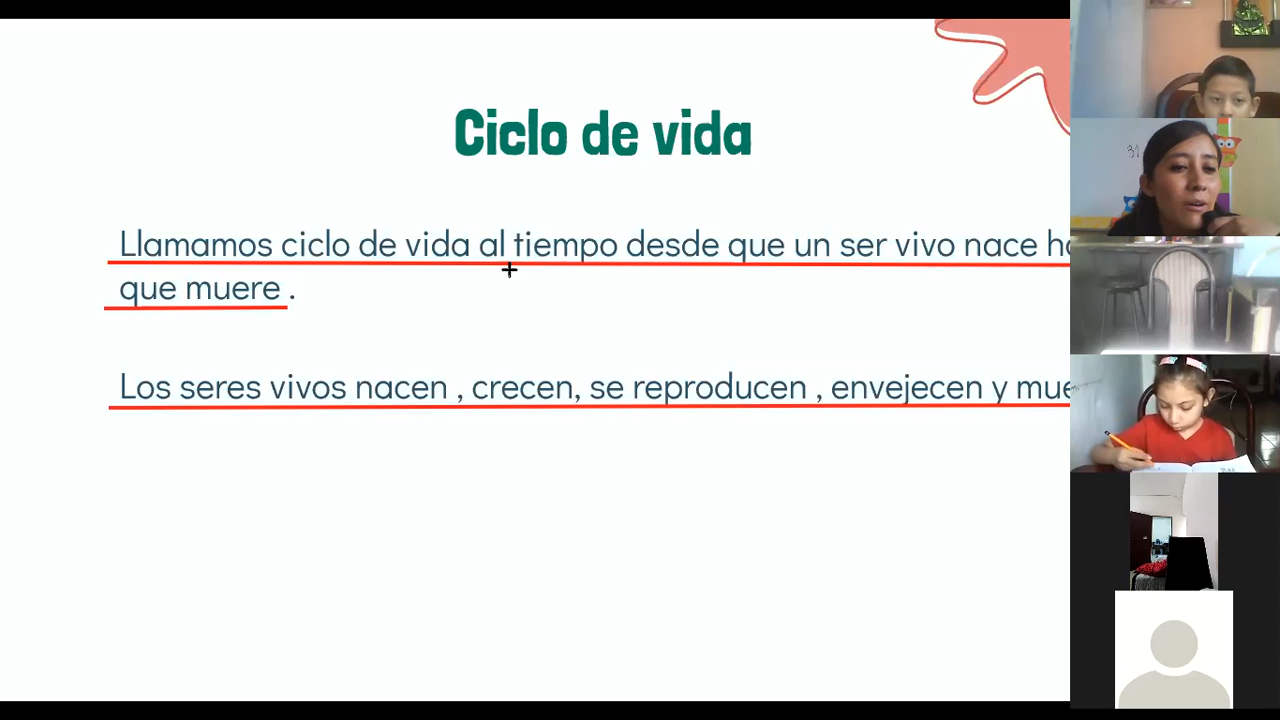 Ciclo de vida
Llamamos ciclo de vida al tiempo desde que un ser vivo nace
que muere .
Los seres vivos nacen , crecen, se reproducen , envejecen y